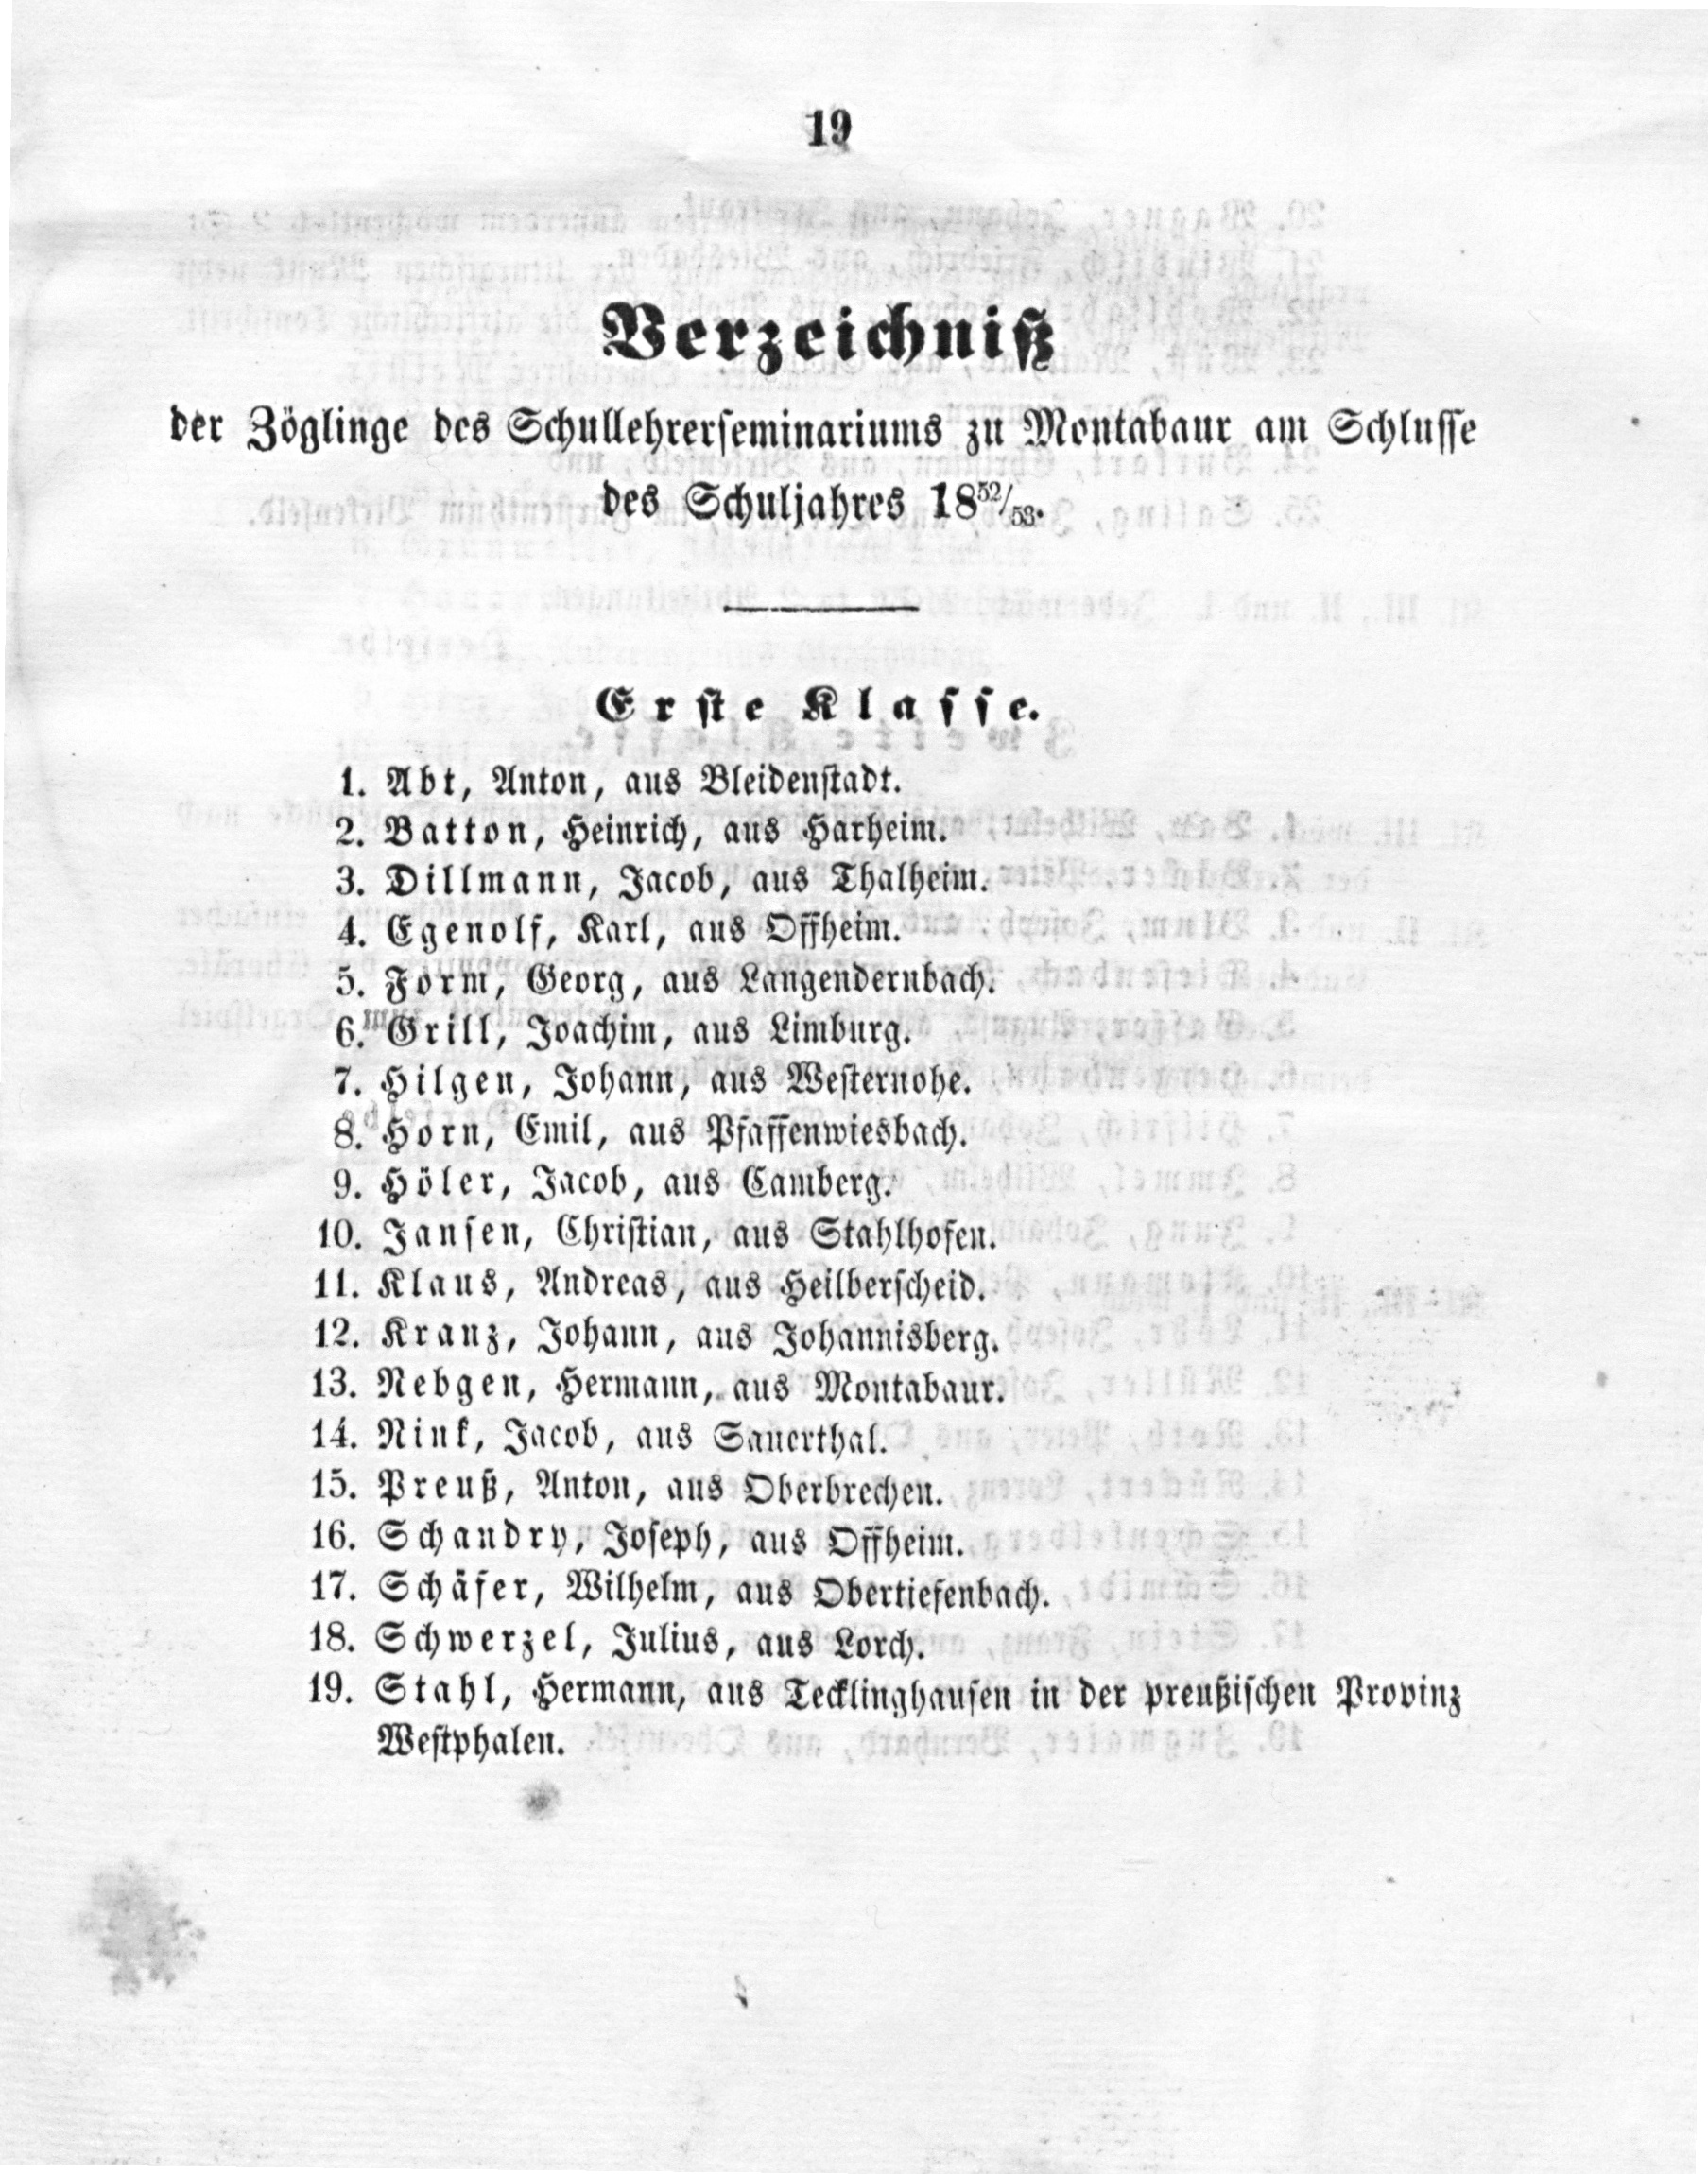 19
Verzeichniß
der Zöglinge des Schullehrerseminariums zu Montabaur am Schlusse
des Schuljahres 18⁵²/₅₃.
Erste Klasse.
1. Abt, Anton, aus Bleidenstadt.
2. Batton, Heinrich, aus Harheim.
3. Dillmann, Jacob, aus Thalheim.
4. Egenolf, Karl, aus Offheim.
5. Form, Georg, aus Langendernbach.
6. Grill, Joachim, aus Limburg.
7. Hilgen, Johann, aus Westernohe.
8. Horn, Emil, aus Pfaffenwiesbach.
9. Höler, Jacob, aus Camberg.
10. Jansen, Christian, aus Stahlhofen.
11. Klaus, Andreas, aus Heilberscheid.
12. Kranz, Johann, aus Johannisberg.
13. Nebgen, Hermann, aus Montabaur.
14. Nink, Jacob, aus Sauerthal.
15. Preuß, Anton, aus Oberbrechen.
16. Schandry, Joseph, aus Offheim.
17. Schäfer, Wilhelm, aus Obertiefenbach.
18. Schwerzel, Julius, aus Lorch.
19. Stahl, Hermann, aus Tecklinghausen in der preußischen Provinz
Westphalen.